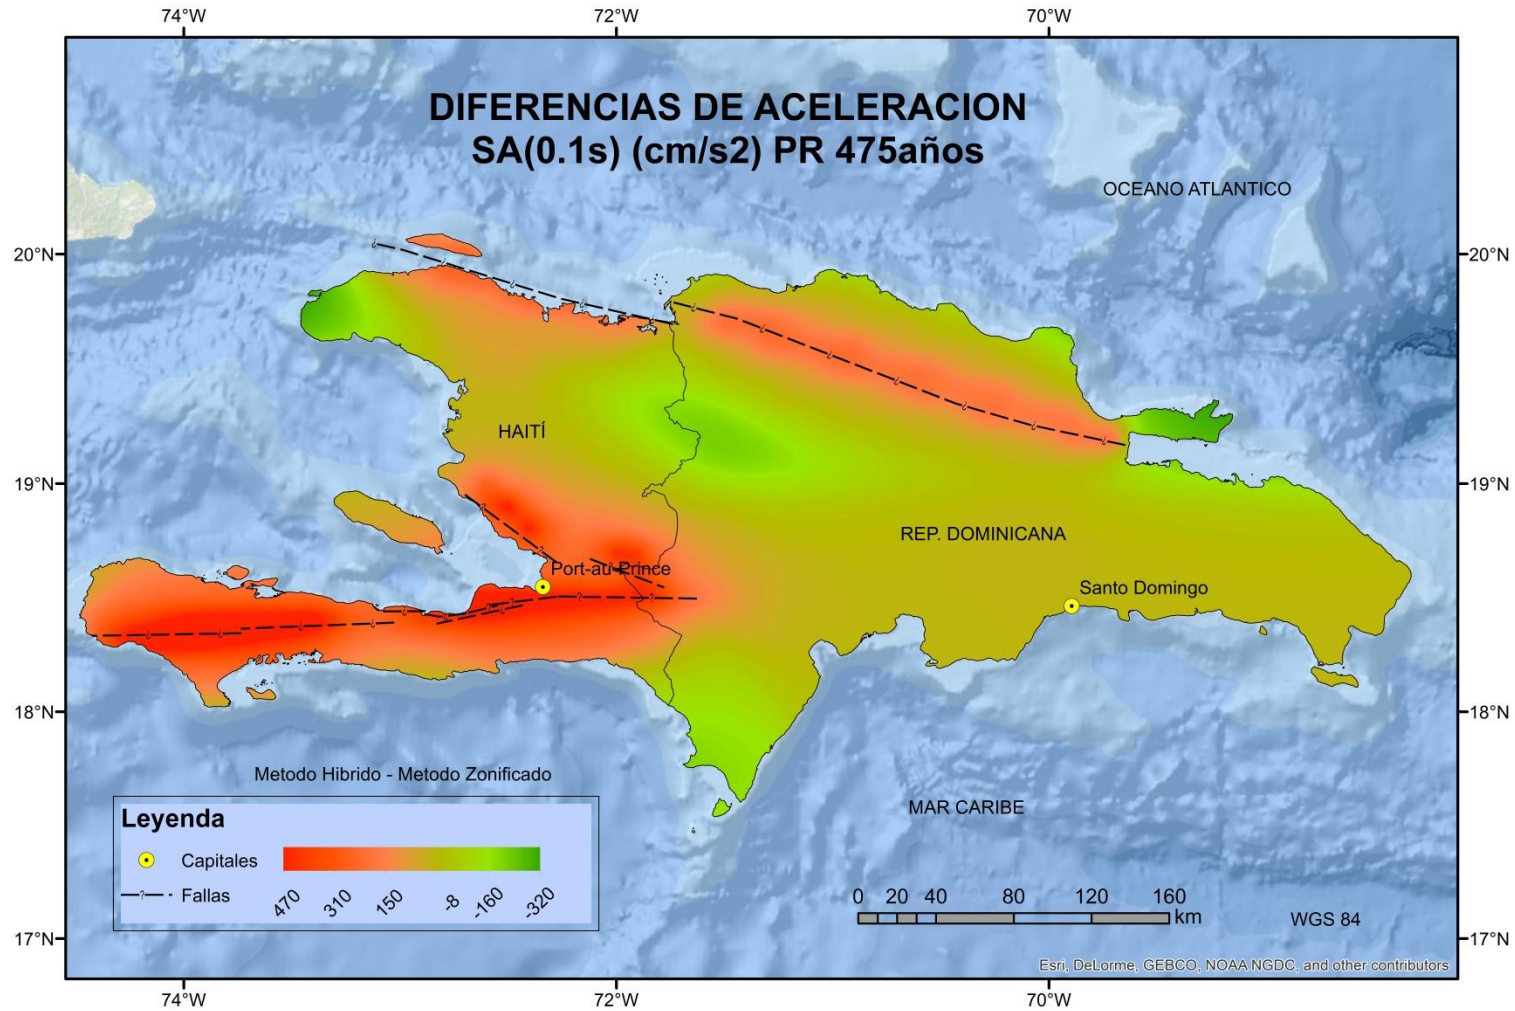 74°W 72°W 70°W
DIFERENCIAS DE ACELERACION
SA(0.1s) (cm/s2) PR 475años
OCEANO ATLANTICO
20°N 20°N
HAITÍ
19°N 19°N
REP. DOMINICANA
Port-au-Prince
Santo Domingo
18°N 18°N
Metodo Hibrido - Metodo Zonificado
MAR CARIBE
Leyenda
Capitales
Fallas
470 310 150 -8 -160 -320
0 20 40 80 120 160
km
WGS 84
17°N 17°N
Esri, DeLorme, GEBCO, NOAA NGDC, and other contributors
74°W 72°W 70°W